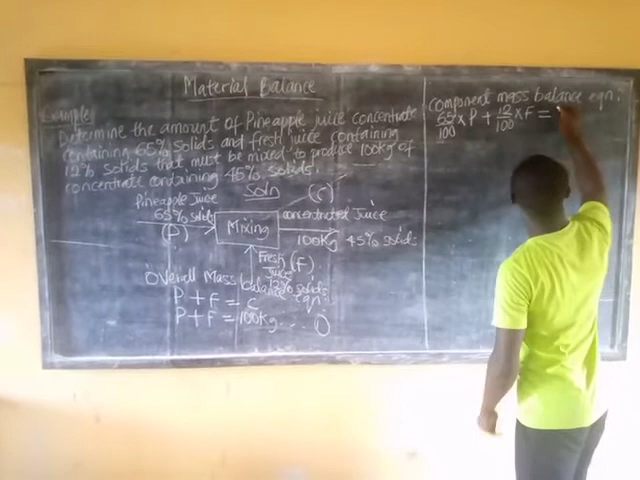 Material Balance
Example
Determine the amount of Pineapple juice concentrate
containing 65% solids and fresh juice containing
12% solids that must be mixed to produce 100kg of
concentrate containing 45% solids.
Soln
Pineapple Juice
65% solids
(P)
Mixing
(C)
concentrated Juice
100Kg 45% solids
Fresh (F)
Juice
12% solids
Overall Mass balance eqn:
P + F = C
P + F = 100Kg ... ①
Component mass balance eqn:
65/100 x P + 12/100 x F =